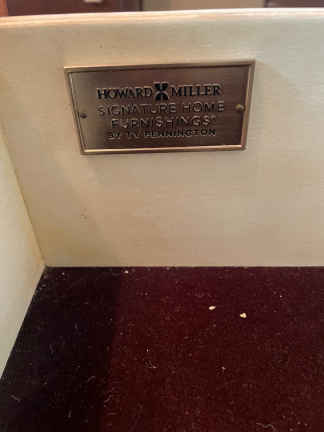 HOWARD MILLER
SIGNATURE HOME
FURNISHINGS®
BY TY PENNINGTON